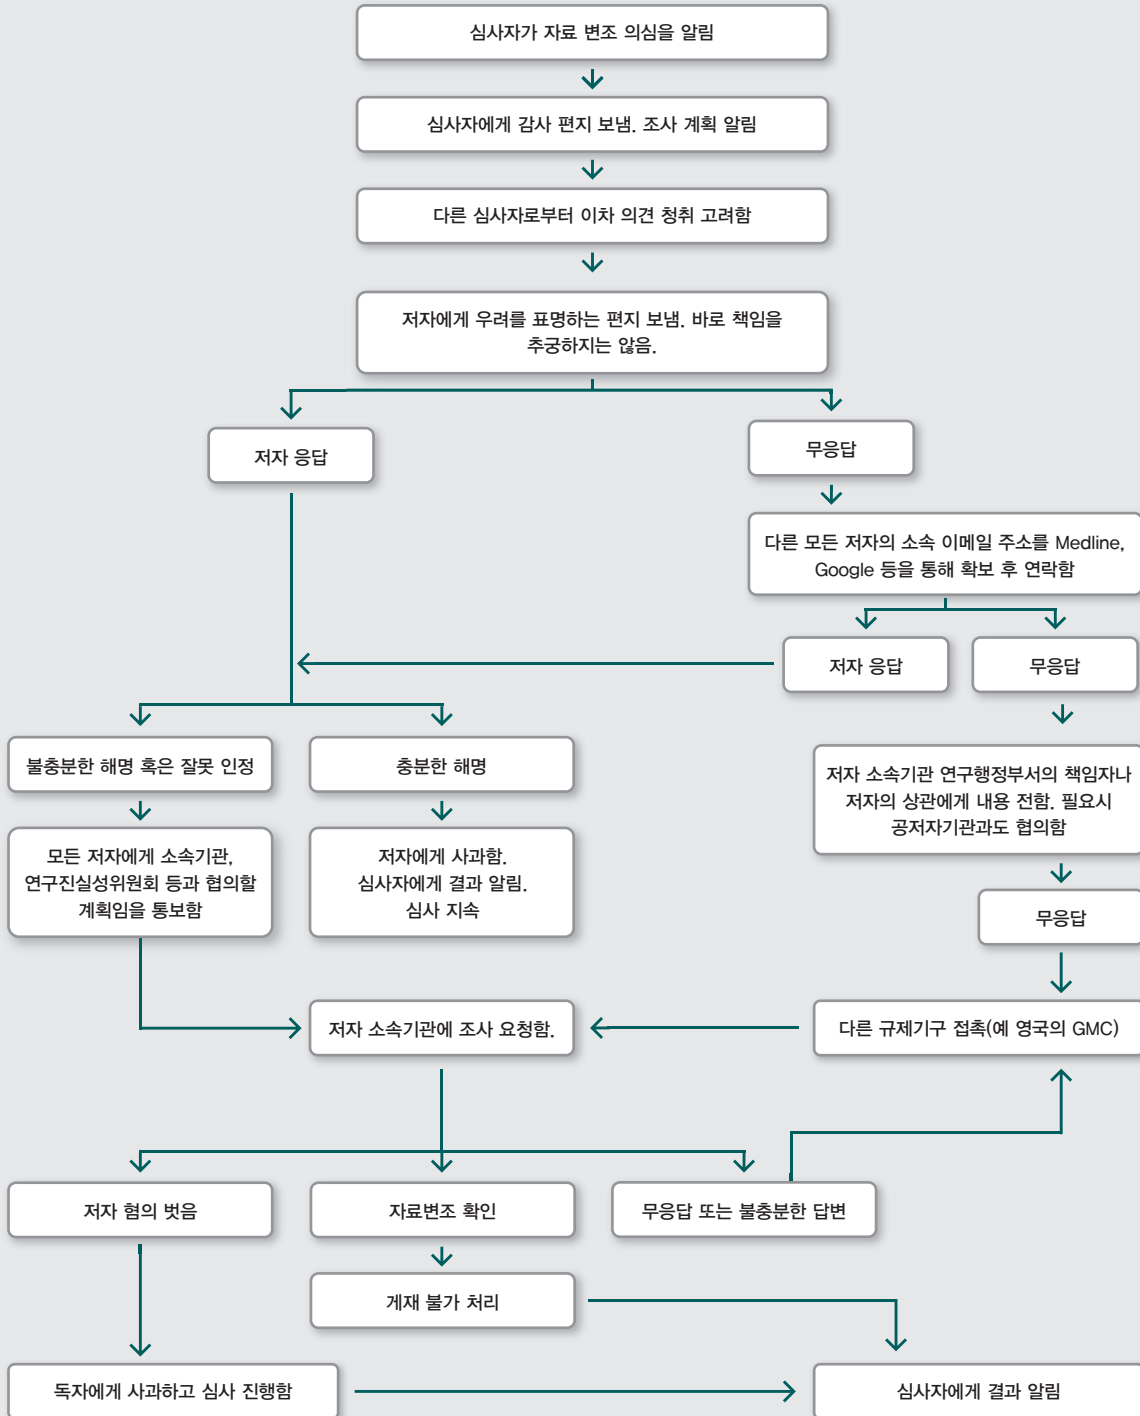 심사자가 자료 변조 의심을 알림
심사자에게 감사 편지 보냄. 조사 계획 알림
다른 심사자로부터 이차 의견 청취 고려함
저자에게 우려를 표명하는 편지 보냄. 바로 책임을
추궁하지는 않음.
저자 응답
무응답
다른 모든 저자의 소속 이메일 주소를 Medline,
Google 등을 통해 확보 후 연락함
저자 응답
무응답
불충분한 해명 혹은 잘못 인정
충분한 해명
저자 소속기관 연구행정부서의 책임자나
저자의 상관에게 내용 전함. 필요시
공저자기관과도 협의함
모든 저자에게 소속기관,
연구진실성위원회 등과 협의할
계획임을 통보함
저자에게 사과함.
심사자에게 결과 알림.
심사 지속
무응답
저자 소속기관에 조사 요청함.
다른 규제기구 접촉(예 영국의 GMC)
저자 혐의 벗음
자료변조 확인
무응답 또는 불충분한 답변
게재 불가 처리
독자에게 사과하고 심사 진행함
심사자에게 결과 알림